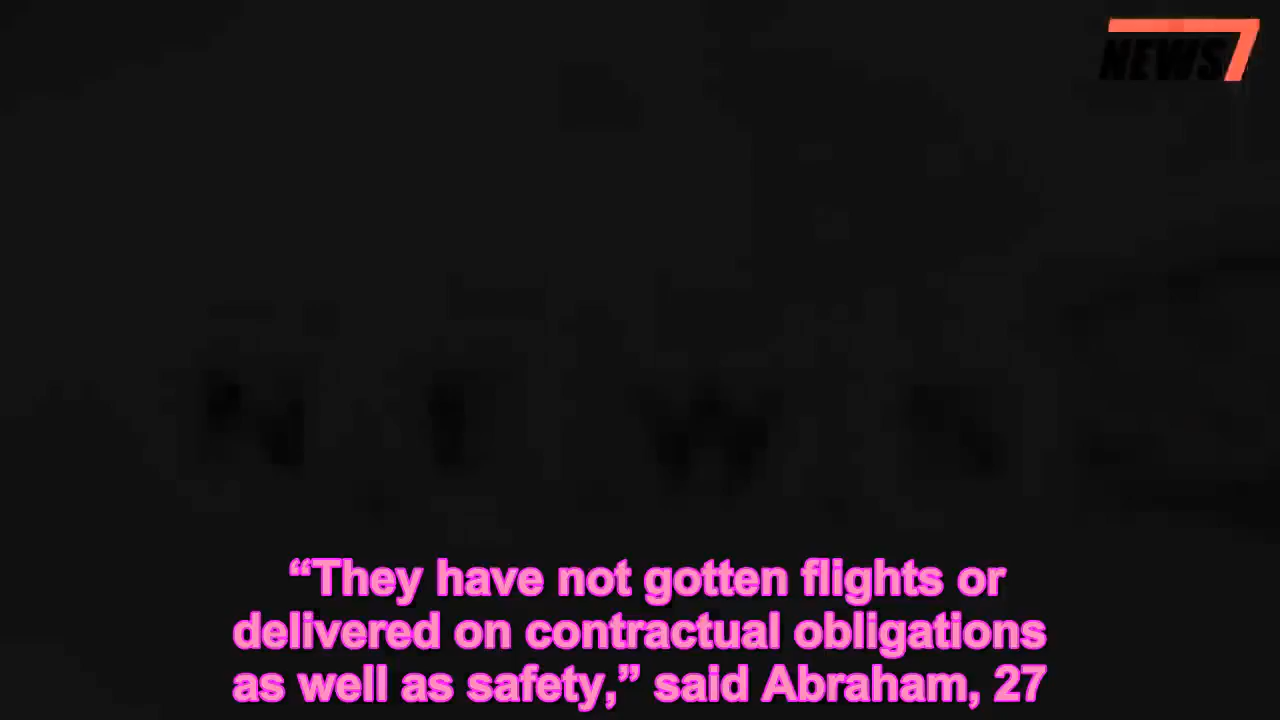 NEWS7
“They have not gotten flights or
delivered on contractual obligations
as well as safety,” said Abraham, 27